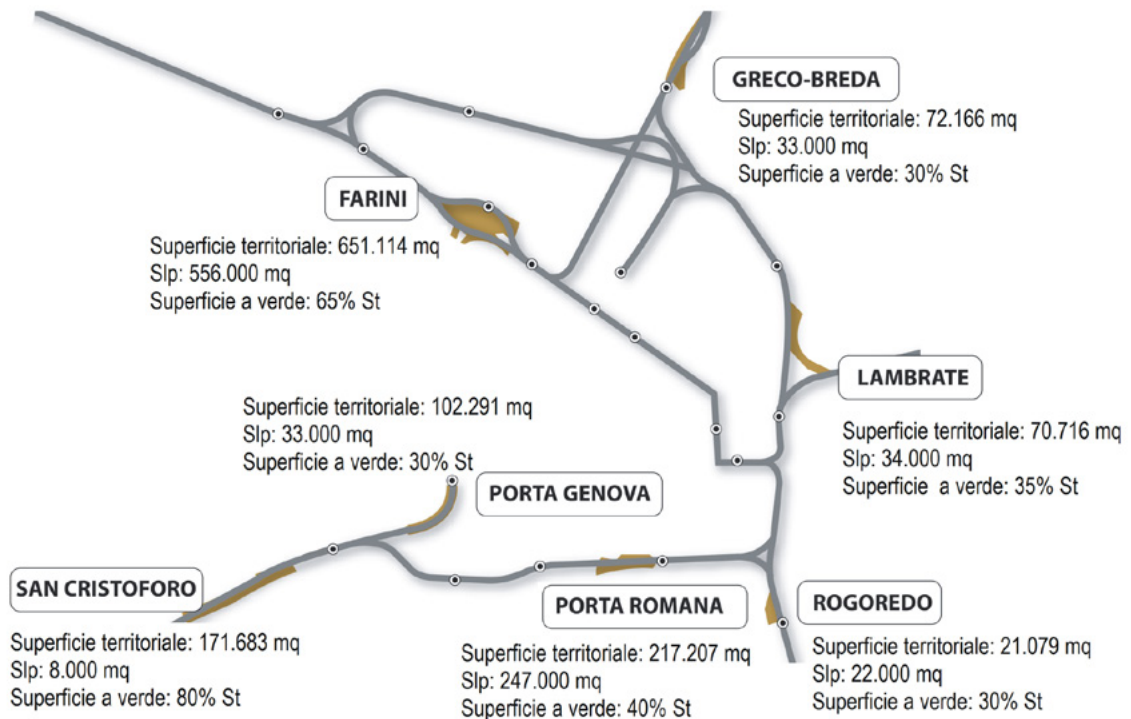 GRECO-BREDA
Superficie territoriale: 72.166 mq
Slp: 33.000 mq
Superficie a verde: 30% St
FARINI
Superficie territoriale: 651.114 mq
Slp: 556.000 mq
Superficie a verde: 65% St
LAMBRATE
Superficie territoriale: 70.716 mq
Slp: 34.000 mq
Superficie a verde: 35% St
Superficie territoriale: 102.291 mq
Slp: 33.000 mq
Superficie a verde: 30% St
PORTA GENOVA
SAN CRISTOFORO
Superficie territoriale: 171.683 mq
Slp: 8.000 mq
Superficie a verde: 80% St
PORTA ROMANA
Superficie territoriale: 217.207 mq
Slp: 247.000 mq
Superficie a verde: 40% St
ROGOREDO
Superficie territoriale: 21.079 mq
Slp: 22.000 mq
Superficie a verde: 30% St